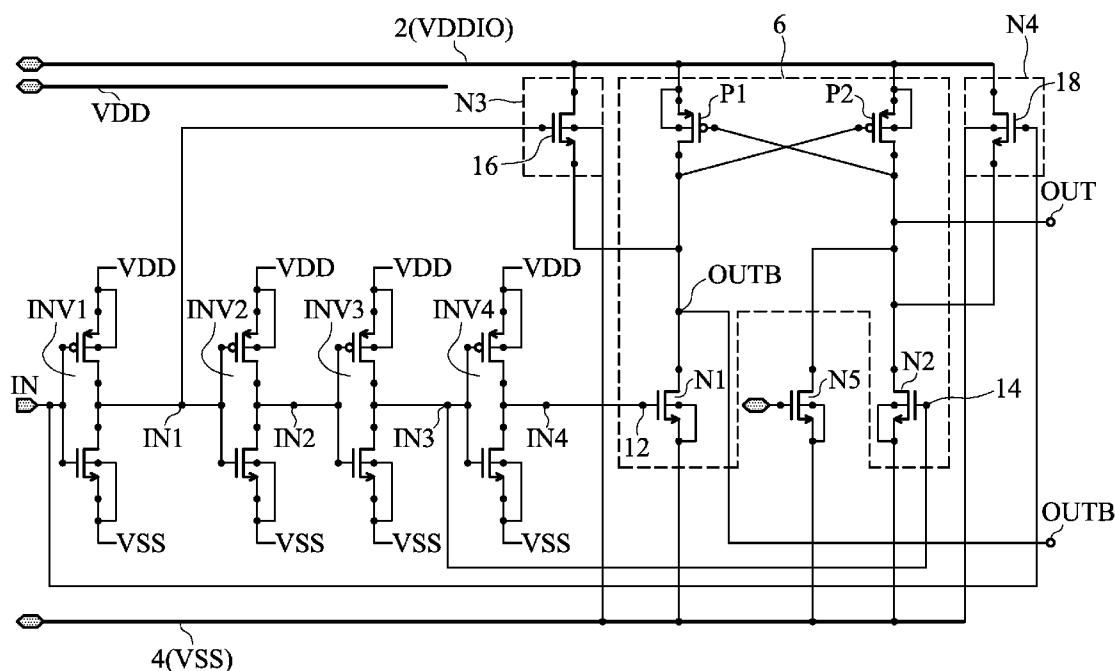 2(VDDIO)
6
N4
VDD
N3
P1
P2
18
16
OUT
VDD
VDD
VDD
VDD
OUTB
INV1
INV2
INV3
INV4
IN
N1
N5
N2
14
IN1
IN2
IN3
IN4
12
VSS
VSS
VSS
VSS
OUTB
4(VSS)